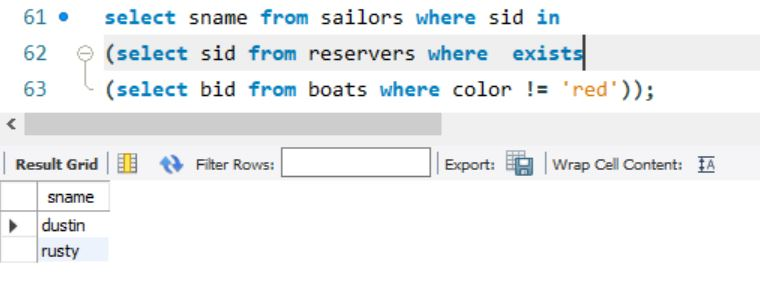 61 select sname from sailors where sid in
62 (select sid from reservers where  exists
63 (select bid from boats where color != 'red'));
Result Grid Filter Rows: Export: Wrap Cell Content: IA
sname
dustin
rusty